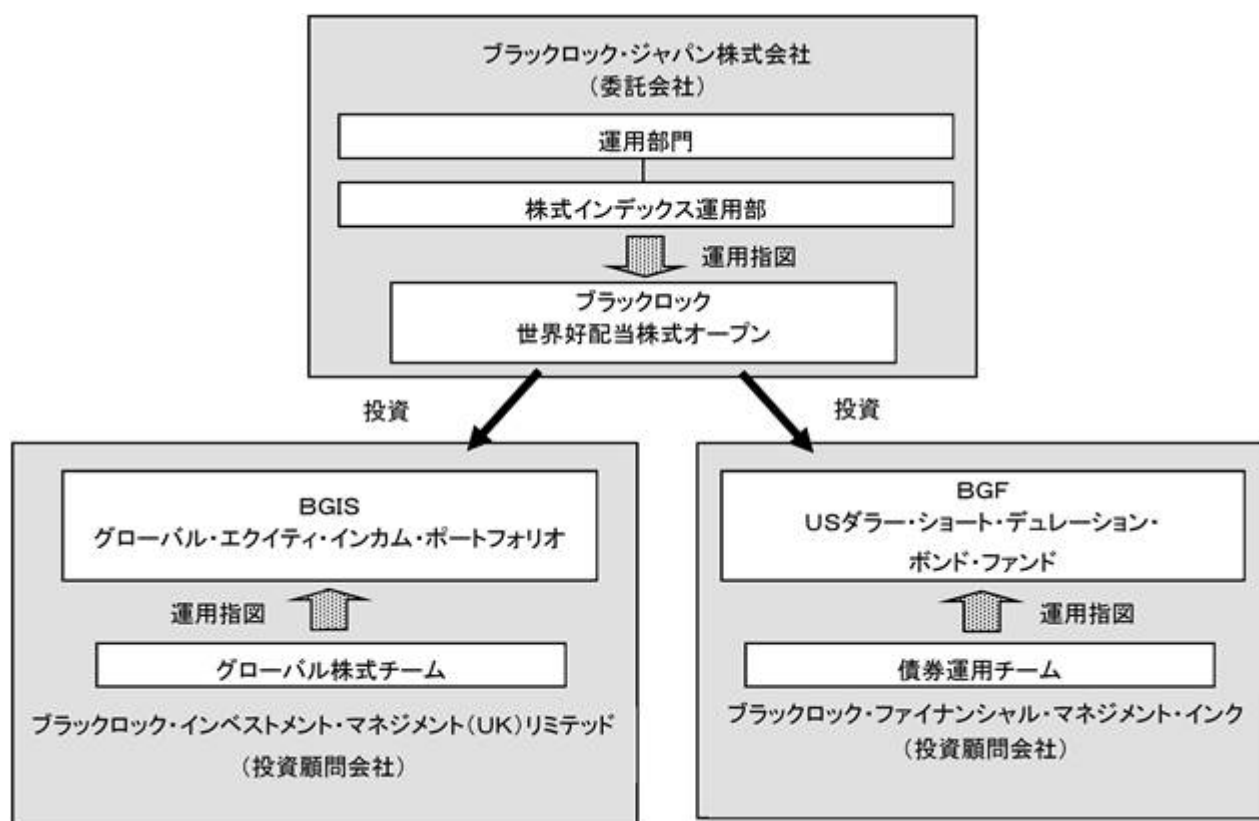 ブラックロック・ジャパン株式会社
(委託会社)
運用部門
株式インデックス運用部
運用指図
ブラックロック
世界好配当株式オープン
投資
投資
BGIS
グローバル・エクイティ・インカム・ポートフォリオ
運用指図
グローバル株式チーム
ブラックロック・インベストメント・マネジメント(UK)リミテッド
(投資顧問会社)
BGF
USダラー・ショート・デュレーション・
ボンド・ファンド
運用指図
債券運用チーム
ブラックロック・ファイナンシャル・マネジメント・インク
(投資顧問会社)